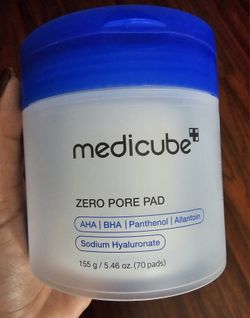 medicube
ZERO PORE PAD
AHA | BHA | Panthenol | Allantoin
Sodium Hyaluronate
155 g / 5.46 oz. (70 pads)